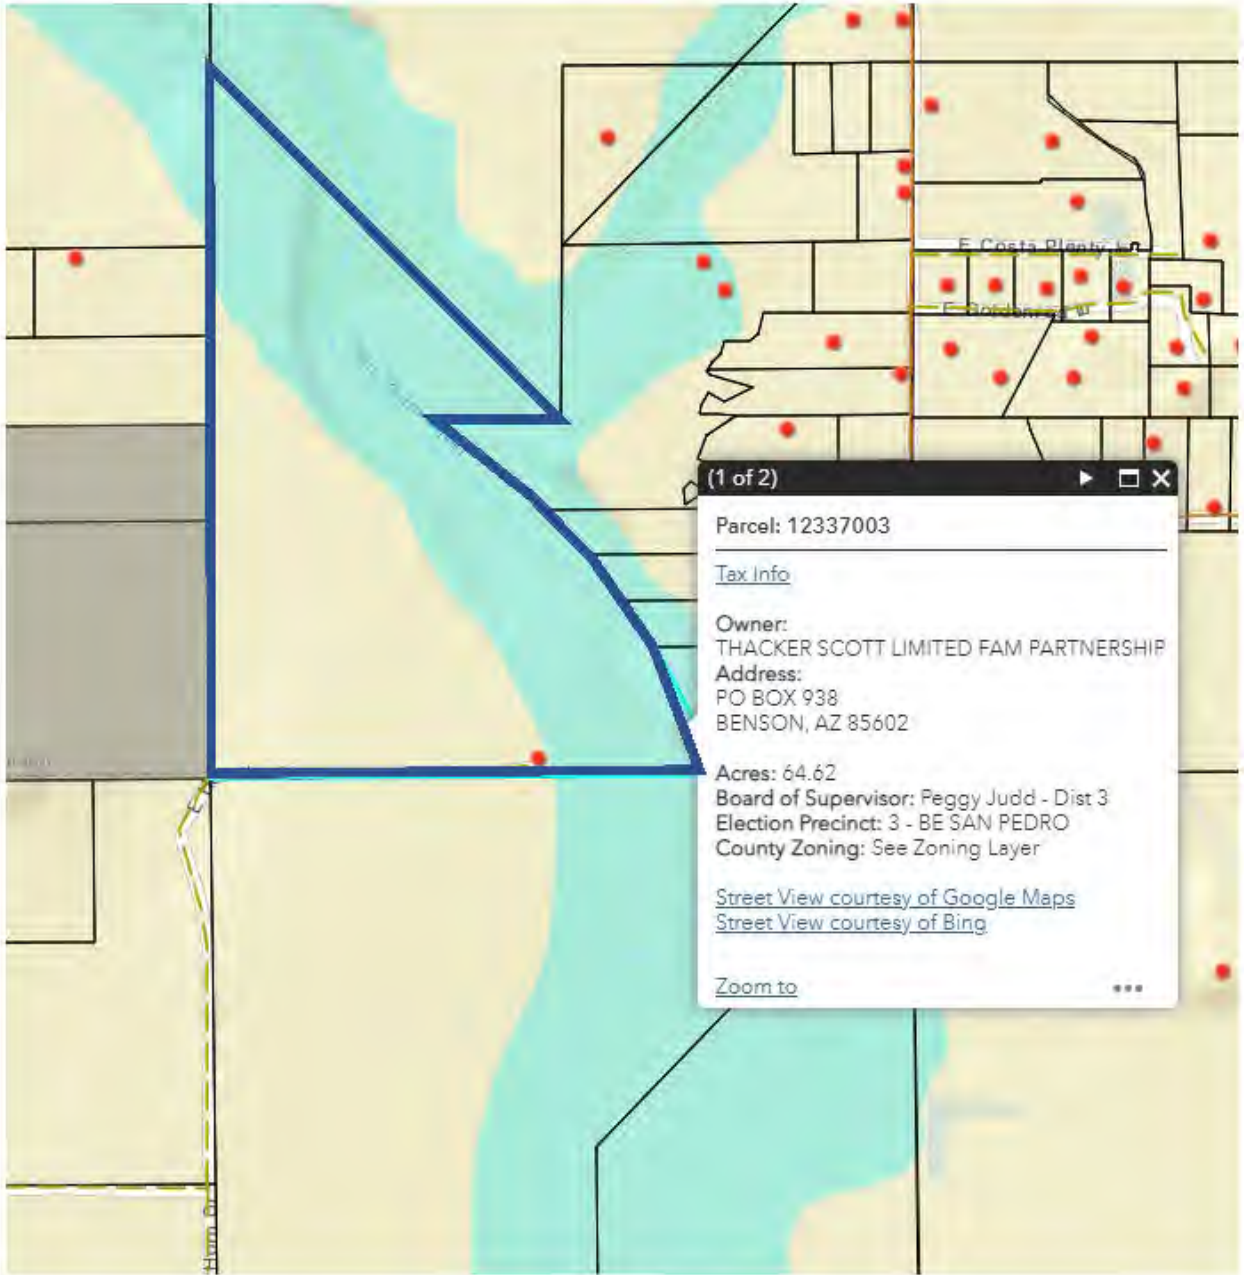 E Costa Plenty Ln
(1 of 2)
Parcel: 12337003
Tax Info
Owner:
THACKER SCOTT LIMITED FAM PARTNERSHIP
Address:
PO BOX 938
BENSON, AZ 85602
Acres: 64.62
Board of Supervisor: Peggy Judd - Dist 3
Election Precinct: 3 - BE SAN PEDRO
County Zoning: See Zoning Layer
Street View courtesy of Google Maps
Street View courtesy of Bing
Zoom to
E